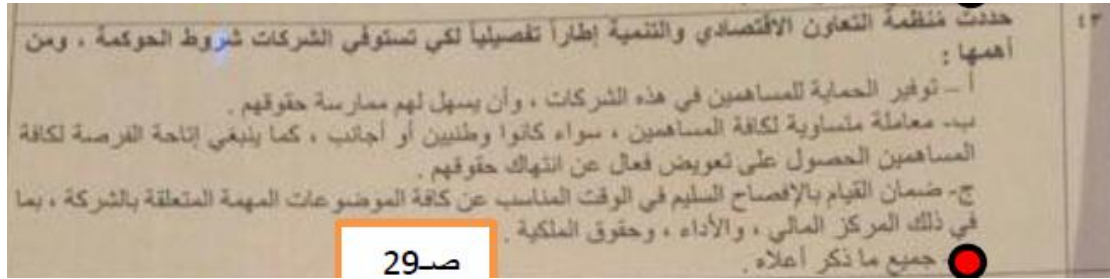 ٤٣ حددت مُنظمة التعاون الاقتصادي والتنمية إطاراً تفصيلياً لكي تستوفي الشركات شروط الحوكمة ، ومن
أهمها :
أ – توفير الحماية للمساهمين في هذه الشركات ، وأن يسهل لهم ممارسة حقوقهم .
ب- معاملة متساوية لكافة المساهمين ، سواء كانوا وطنيين أو أجانب ، كما ينبغي إتاحة الفرصة لكافة
المساهمين الحصول على تعويض فعال عن انتهاك حقوقهم .
ج- ضمان القيام بالإفصاح السليم في الوقت المناسب عن كافة الموضوعات المهمة المتعلقة بالشركة ، بما
في ذلك المركز المالي ، والأداء ، وحقوق الملكية .
جميع ما ذكر أعلاه .
صـ29